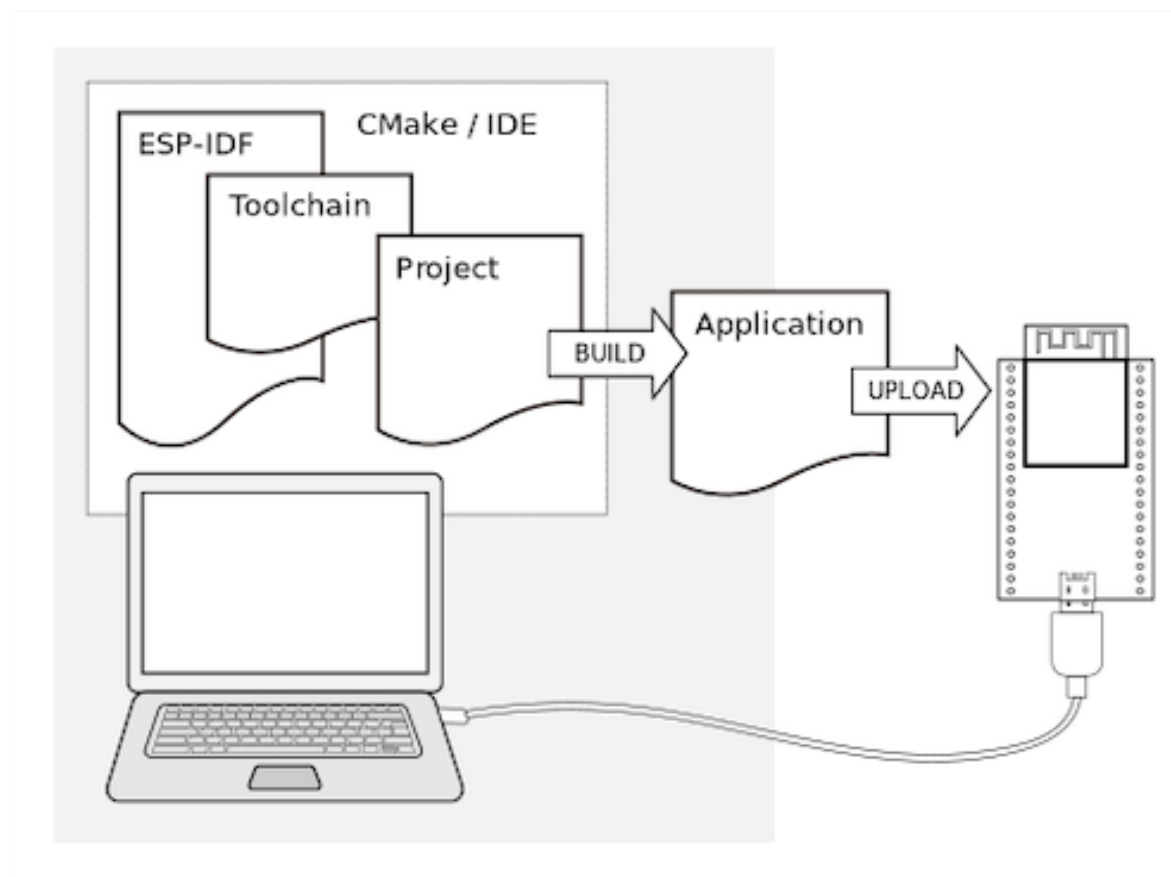 CMake / IDE
ESP-IDF
Toolchain
Project
BUILD
Application
UPLOAD